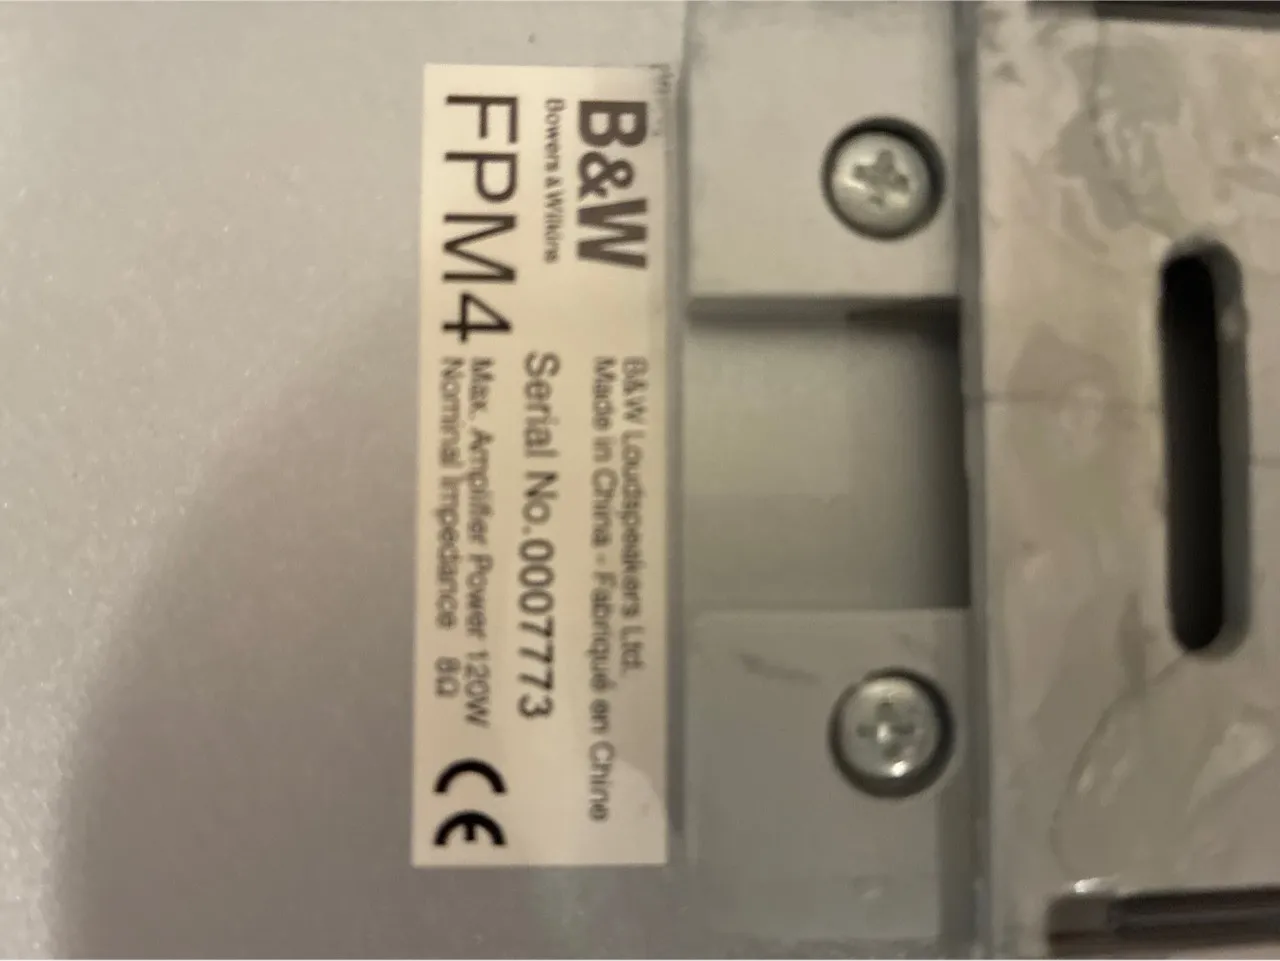 B&W
Bowers & Wilkins
B&W Loudspeakers Ltd.
Made in China - Fabriqué en Chine
Serial No.0007773
FPM4
Max. Amplifier Power 120W
Nominal Impedance 8Ω
CE